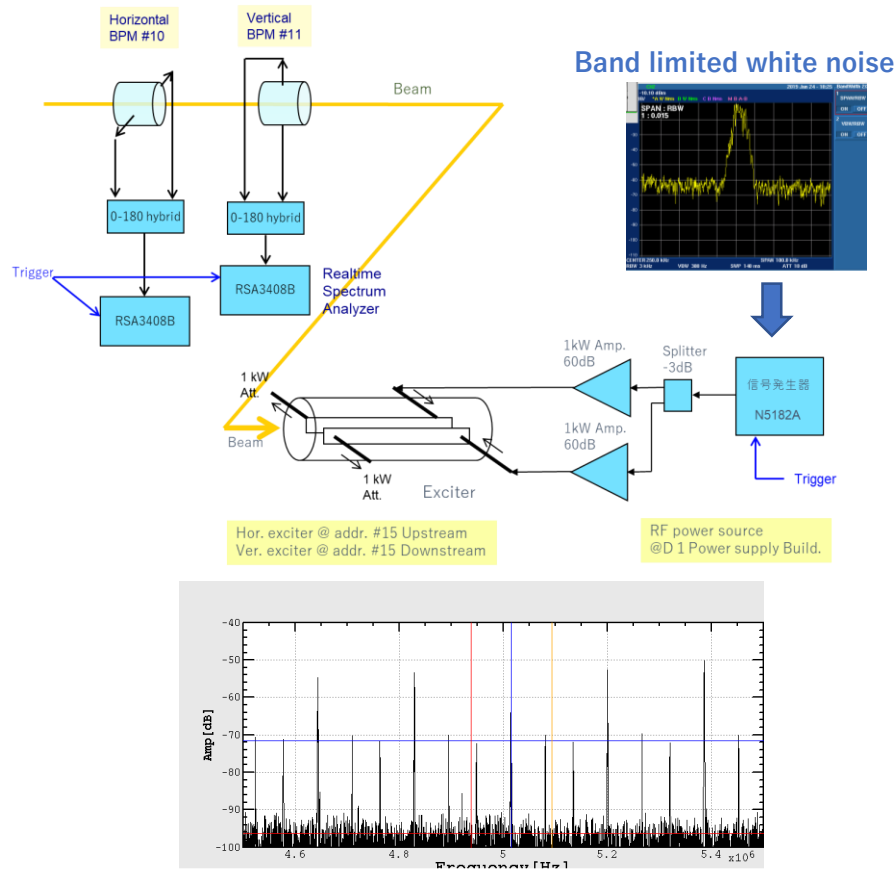 Horizontal
BPM #10
Vertical
BPM #11
Beam
Band limited white noise
SPAN : RBW
1 : 0.015
0-180 hybrid
0-180 hybrid
Trigger
RSA3408B
RSA3408B
Realtime
Spectrum
Analyzer
1 kW
Att.
Beam
1 kW
Att.
Exciter
1kW Amp.
60dB
1kW Amp.
60dB
Splitter
-3dB
信号発生器
N5182A
Trigger
Hor. exciter @ addr. #15 Upstream
Ver. exciter @ addr. #15 Downstream
RF power source
@D 1 Power supply Build.
-40
-50
-60
-70
-80
-90
-100
Amp[dB]
4.6
4.8
5
5.2
5.4
x10⁶
Frequency[Hz]